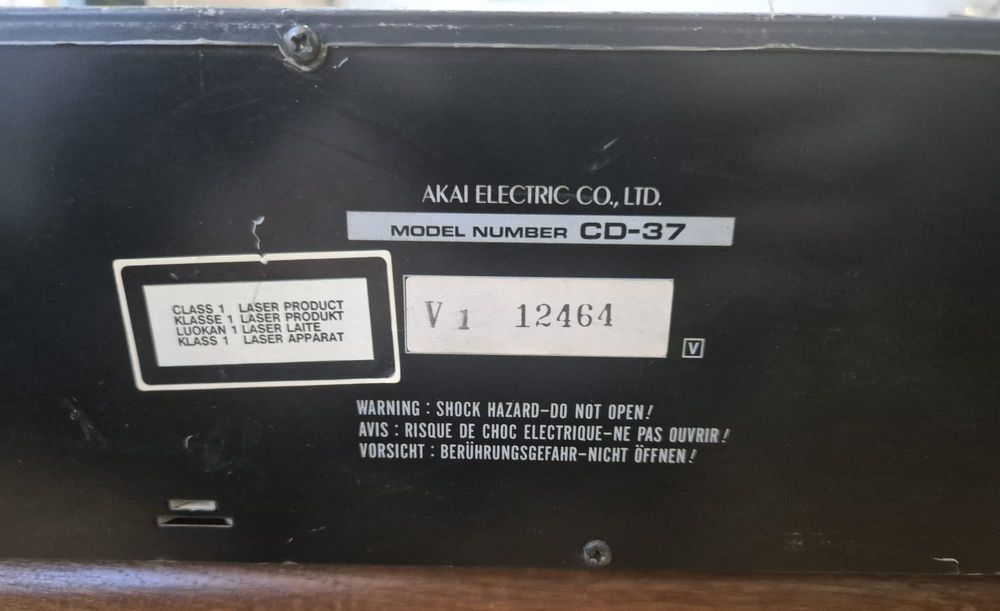 AKAI ELECTRIC CO., LTD.
MODEL NUMBER CD-37
CLASS 1 LASER PRODUCT
KLASSE 1 LASER PRODUKT
LUOKAN 1 LASER LAITE
KLASS 1 LASER APPARAT
V 1 12464
V
WARNING : SHOCK HAZARD-DO NOT OPEN!
AVIS : RISQUE DE CHOC ELECTRIQUE-NE PAS OUVRIR!
VORSICHT : BERÜHRUNGSGEFAHR-NICHT ÖFFNEN!